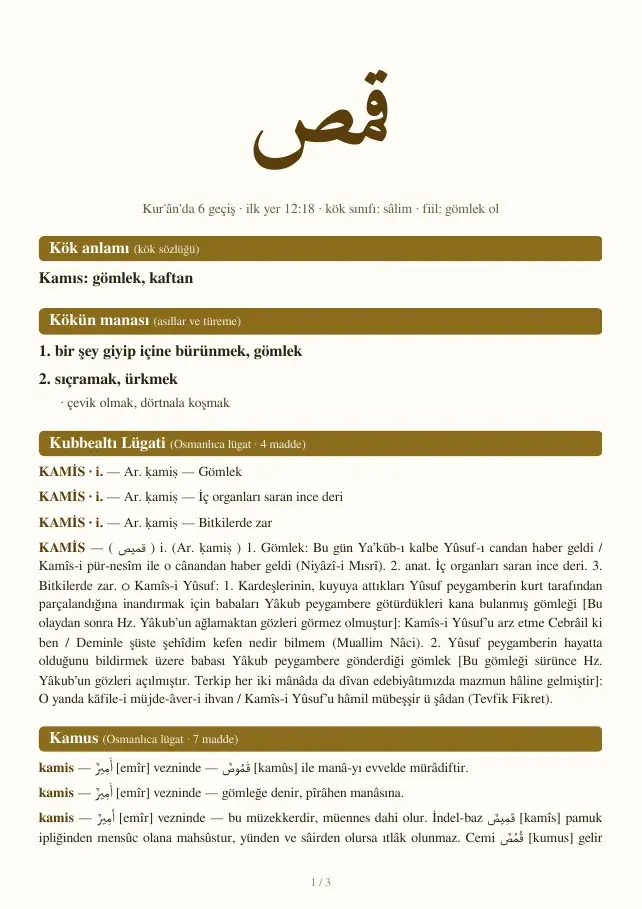 قمص
Kur'ân'da 6 geçiş · ilk yer 12:18 · kök sınıfı: sâlim · fiil: gömlek ol
Kök anlamı (kök sözlüğü)
Kamıs: gömlek, kaftan
Kökün manası (asıllar ve türeme)
1. bir şey giyip içine bürünmek, gömlek
2. sıçramak, ürkmek
· çevik olmak, dörtnala koşmak
Kubbealtı Lügati (Osmanlıca lügat · 4 madde)
KAMİS · i. — Ar. ḳamiṣ — Gömlek
KAMİS · i. — Ar. ḳamiṣ — İç organları saran ince deri
KAMİS · i. — Ar. ḳamiṣ — Bitkilerde zar
KAMİS — ( قميص ) i. (Ar. ḳamiṣ ) 1. Gömlek: Bu gün Ya'kūb-ı kalbe Yûsuf-ı candan haber geldi /
Kamîs-i pür-nesîm ile o cânandan haber geldi (Niyâzî-i Mısrî). 2. anat. İç organları saran ince deri. 3.
Bitkilerde zar. ѻ Kamîs-i Yûsuf: 1. Kardeşlerinin, kuyuya attıkları Yûsuf peygamberin kurt tarafından
parçalandığına inandırmak için babaları Yâkub peygambere götürdükleri kana bulanmış gömleği [Bu
olaydan sonra Hz. Yâkub'un ağlamaktan gözleri görmez olmuştur]: Kamîs-i Yûsuf'u arz etme Cebrâil ki
ben / Deminle şüste şehîdim kefen nedir bilmem (Muallim Nâci). 2. Yûsuf peygamberin hayatta
olduğunu bildirmek üzere babası Yâkub peygambere gönderdiği gömlek [Bu gömleği sürünce Hz.
Yâkub'un gözleri açılmıştır. Terkip her iki mânâda da dîvan edebiyâtımızda mazmun hâline gelmiştir]:
O yanda kāfile-i müjde-âver-i ihvan / Kamîs-i Yûsuf'u hâmil mübeşşir ü şâdan (Tevfik Fikret).
Kamus (Osmanlıca lügat · 7 madde)
kamis — أَمِيرٌ [emîr] vezninde — قَمُوصٌ [kamûs] ile manâ-yı evvelde mürâdiftir.
kamis — أَمِيرٌ [emîr] vezninde — gömleğe denir, pîrâhen manâsına.
kamis — أَمِيرٌ [emîr] vezninde — bu müzekkerdir, müennes dahi olur. İndel-baz قَمِيصٌ [kamîs] pamuk
ipliğinden mensûc olana mahsûstur, yünden ve sâirden olursa ıtlâk olunmaz. Cemi قُمُصٌ [kumus] gelir
1 / 3